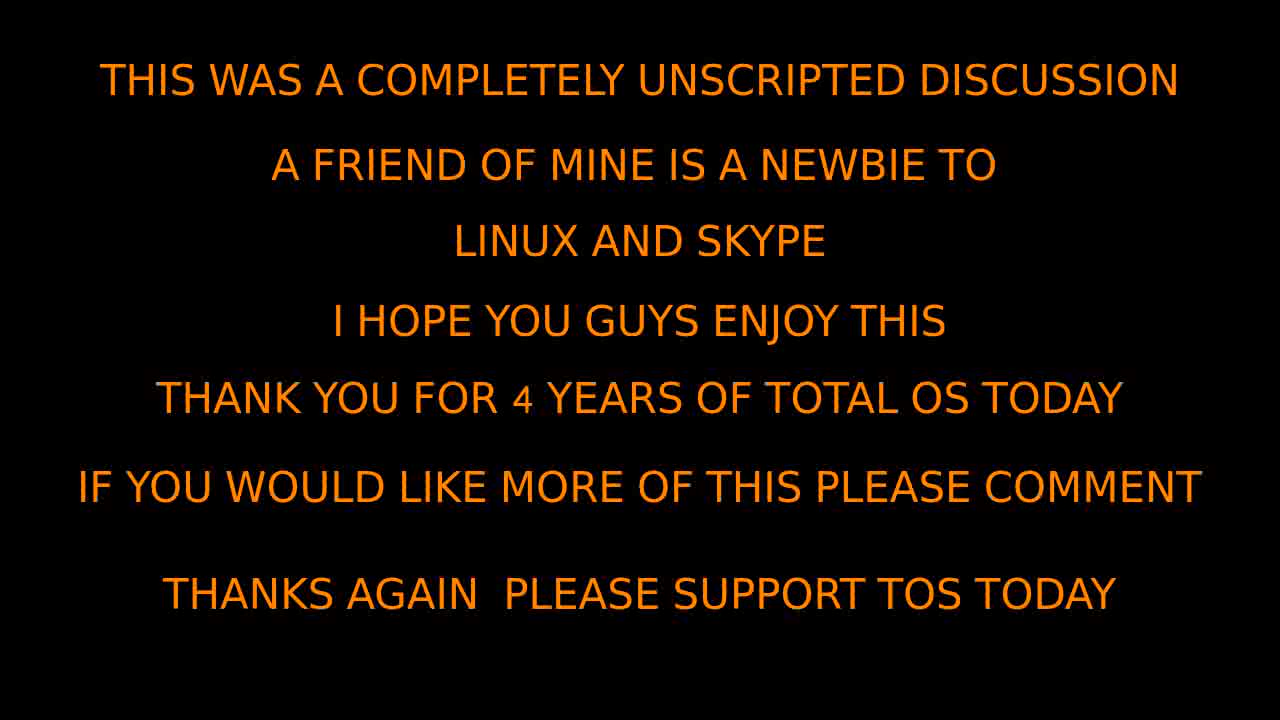 THIS WAS A COMPLETELY UNSCRIPTED DISCUSSION
A FRIEND OF MINE IS A NEWBIE TO
LINUX AND SKYPE
I HOPE YOU GUYS ENJOY THIS
THANK YOU FOR 4 YEARS OF TOTAL OS TODAY
IF YOU WOULD LIKE MORE OF THIS PLEASE COMMENT
THANKS AGAIN  PLEASE SUPPORT TOS TODAY